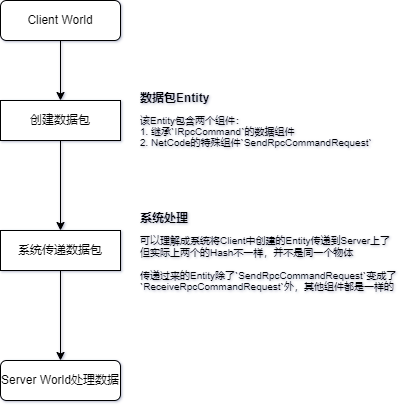 Client World
创建数据包
数据包Entity
该Entity包含两个组件：
1. 继承`IRpcCommand`的数据组件
2. NetCode的特殊组件`SendRpcCommandRequest`
系统传递数据包
系统处理
可以理解成系统将Client中创建的Entity传递到Server上了
但实际上两个的Hash不一样，并不是同一个物体
传递过来的Entity除了`SendRpcCommandRequest`变成了
`ReceiveRpcCommandRequest`外，其他组件都是一样的
Server World处理数据